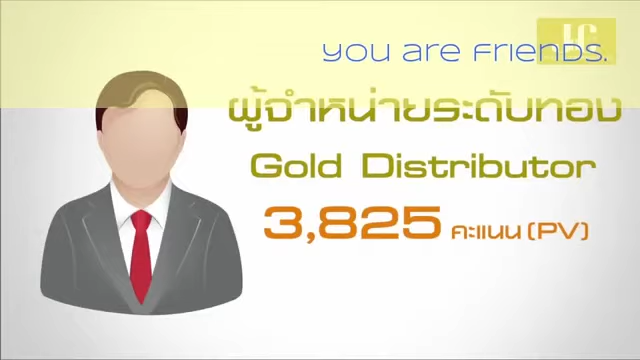 you are friends.
ผู้จำหน่ายระดับทอง
Gold Distributor
3,825 คะแนน (PV)